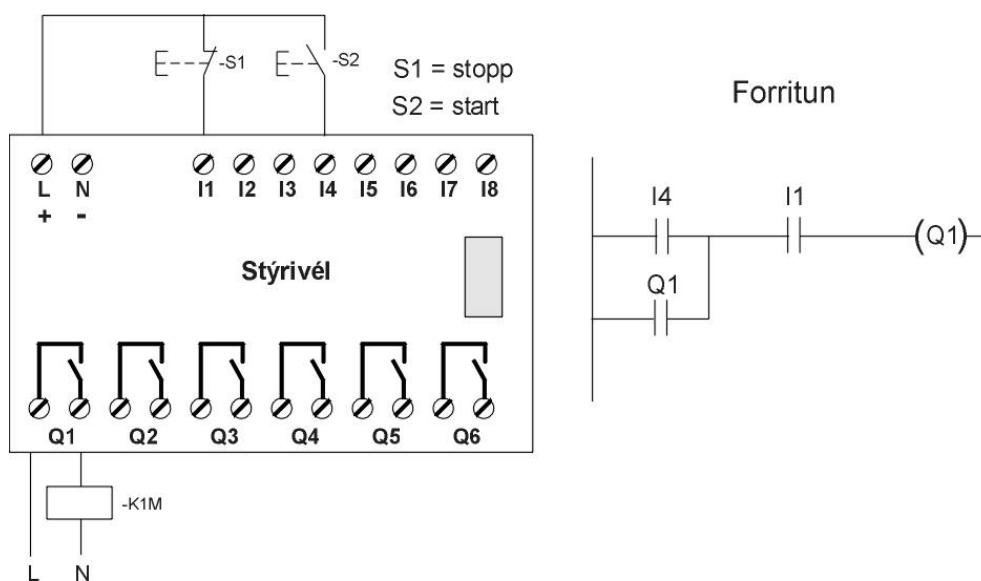 -S1
-S2
S1 = stopp
S2 = start
Forritun
L N I1 I2 I3 I4 I5 I6 I7 I8
+ -
Stýrivél
Q1 Q2 Q3 Q4 Q5 Q6
-K1M
L N
I4 I1
(Q1)
Q1